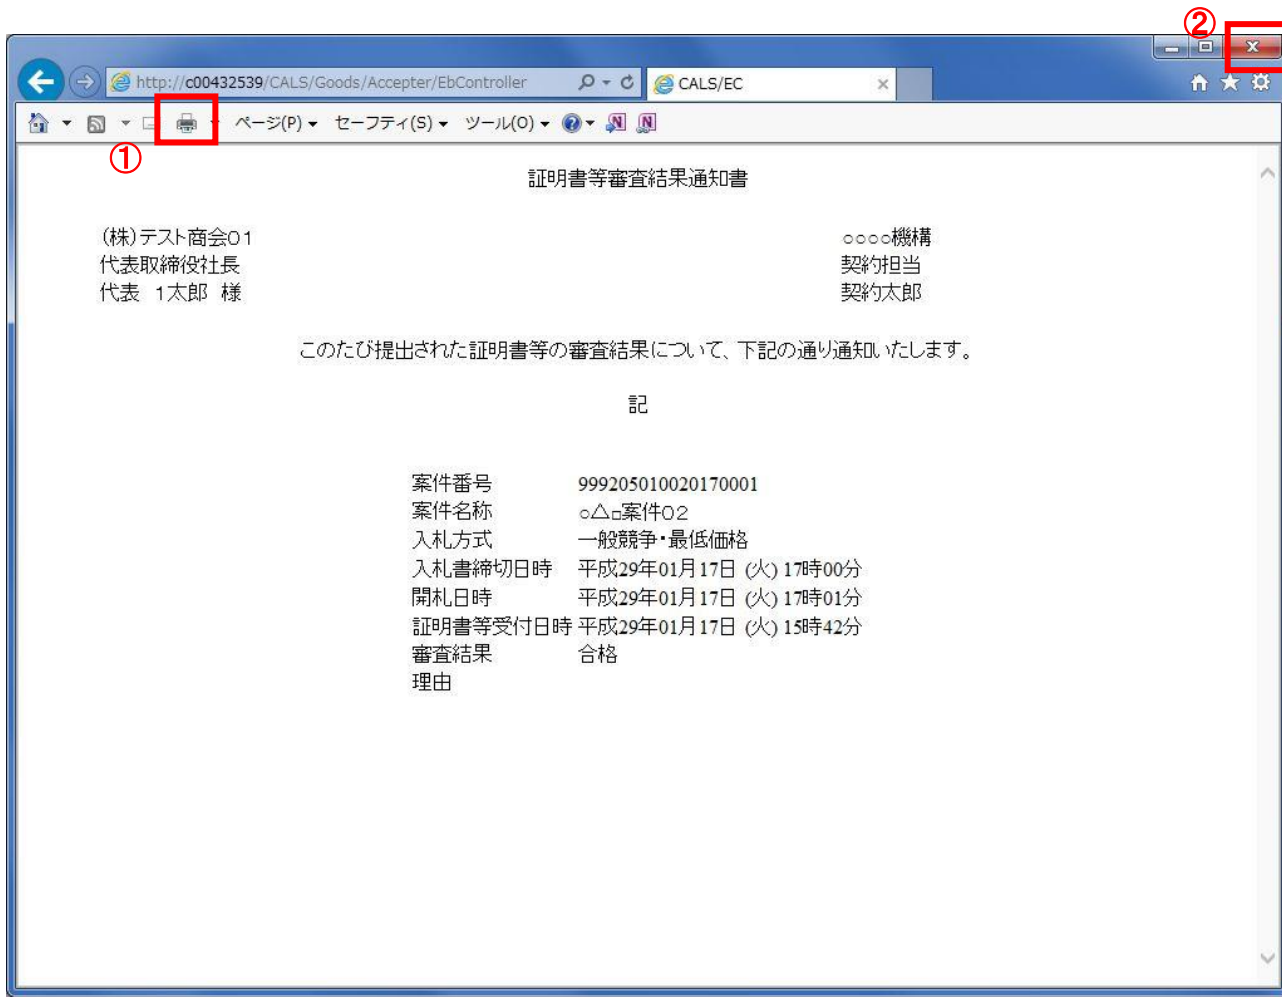 ②
http://c00432539/CALS/Goods/Accepter/EbController
CALS/EC
ページ(P) セーフティ(S) ツール(O)
①
証明書等審査結果通知書
(株)テスト商会01
代表取締役社長
代表 1太郎 様
○○○○機構
契約担当
契約太郎
このたび提出された証明書等の審査結果について、下記の通り通知いたします。
記
案件番号 999205010020170001
案件名称 ○△□案件02
入札方式 一般競争・最低価格
入札書締切日時 平成29年01月17日 (火) 17時00分
開札日時 平成29年01月17日 (火) 17時01分
証明書等受付日時 平成29年01月17日 (火) 15時42分
審査結果 合格
理由